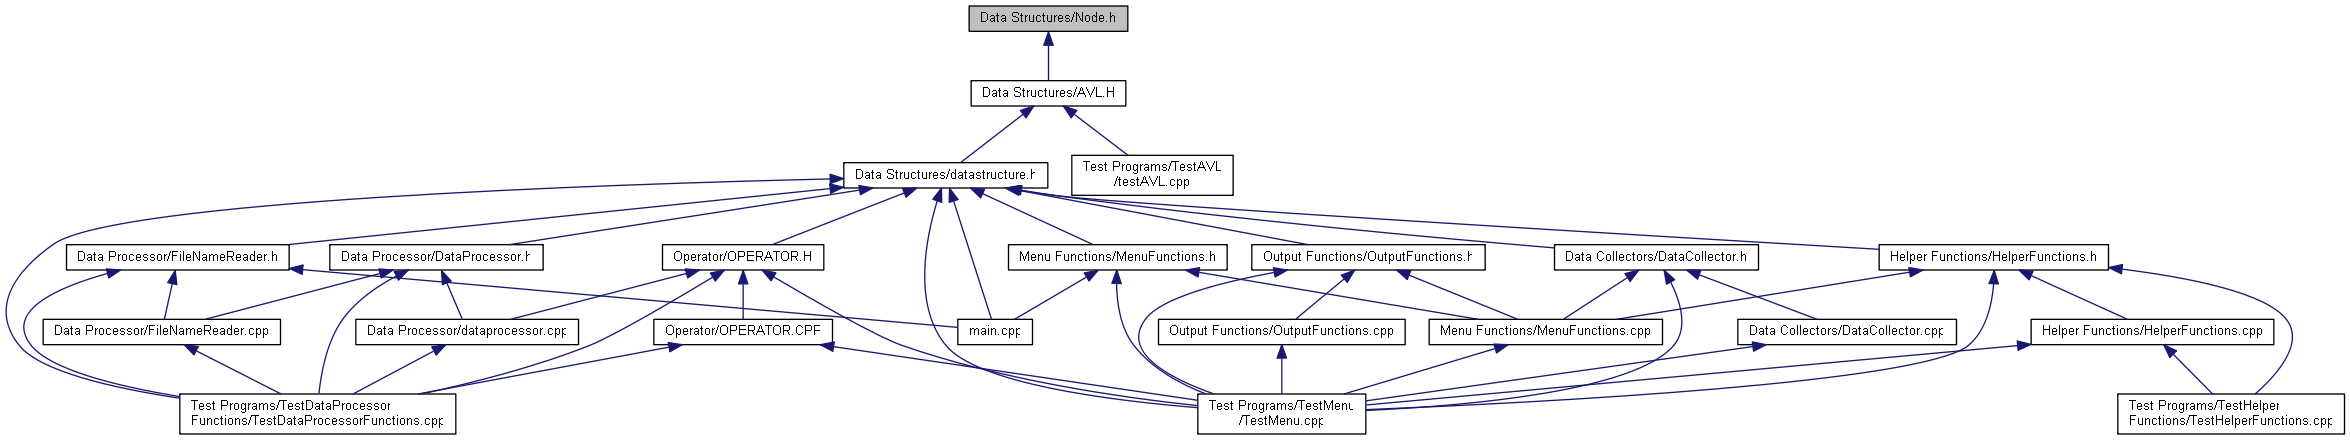 Data Structures/Node.h
Data Structures/AVL.H
Data Structures/datastructure.h
Test Programs/TestAVL
/testAVL.cpp
Data Processor/FileNameReader.h
Data Processor/DataProcessor.h
Operator/OPERATOR.H
Menu Functions/MenuFunctions.h
Output Functions/OutputFunctions.h
Data Collectors/DataCollector.h
Helper Functions/HelperFunctions.h
Data Processor/FileNameReader.cpp
Data Processor/dataprocessor.cpp
Operator/OPERATOR.CPP
main.cpp
Output Functions/OutputFunctions.cpp
Menu Functions/MenuFunctions.cpp
Data Collectors/DataCollector.cpp
Helper Functions/HelperFunctions.cpp
Test Programs/TestDataProcessor
Functions/TestDataProcessorFunctions.cpp
Test Programs/TestMenu
/TestMenu.cpp
Test Programs/TestHelper
Functions/TestHelperFunctions.cpp